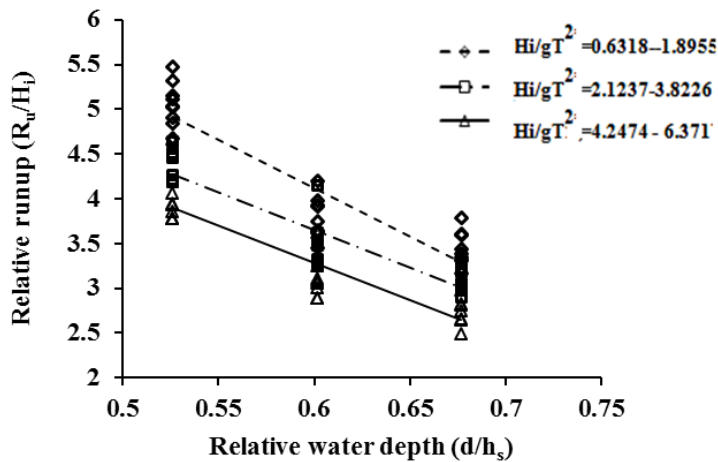 6
5.5
5
4.5
4
3.5
3
2.5
2
0.5 0.55 0.6 0.65 0.7 0.75
Relative runup (Ru/Hi)
Relative water depth (d/hs)
Hi/gT2 =0.6318--1.8955
Hi/gT2 =2.1237-3.8226
Hi/gT2 =4.2474 - 6.371